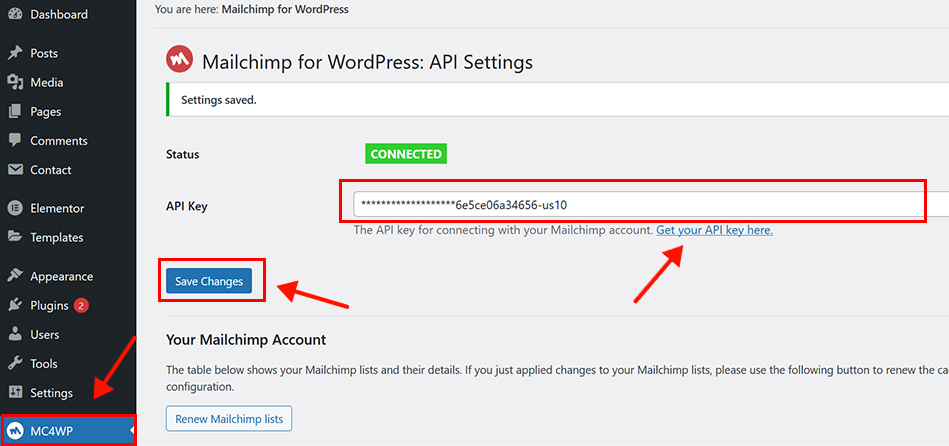 Dashboard
Posts
Media
Pages
Comments
Contact
Elementor
Templates
Appearance
Plugins 2
Users
Tools
Settings
MC4WP
You are here: Mailchimp for WordPress
Mailchimp for WordPress: API Settings
Settings saved.
Status CONNECTED
API Key *******************6e5ce06a34656-us10
The API key for connecting with your Mailchimp account. Get your API key here.
Save Changes
Your Mailchimp Account
The table below shows your Mailchimp lists and their details. If you just applied changes to your Mailchimp lists, please use the following button to renew the ca
configuration.
Renew Mailchimp lists